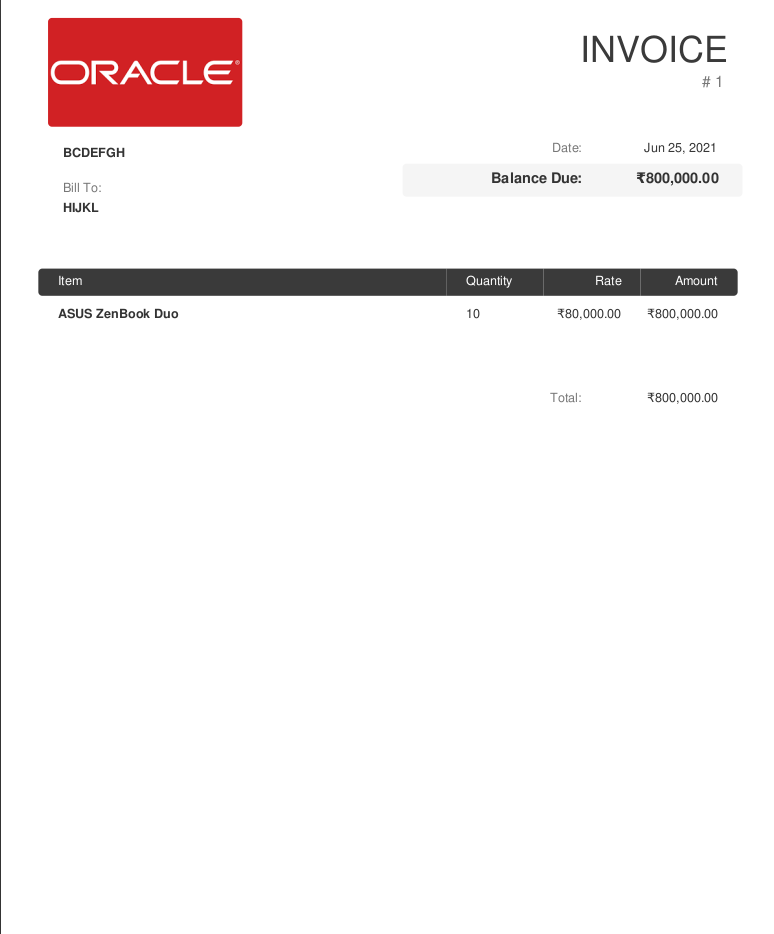 ORACLE®
INVOICE
# 1
BCDEFGH
Date: Jun 25, 2021
Balance Due: ₹800,000.00
Bill To:
HIJKL
Item Quantity Rate Amount
ASUS ZenBook Duo 10 ₹80,000.00 ₹800,000.00
Total: ₹800,000.00